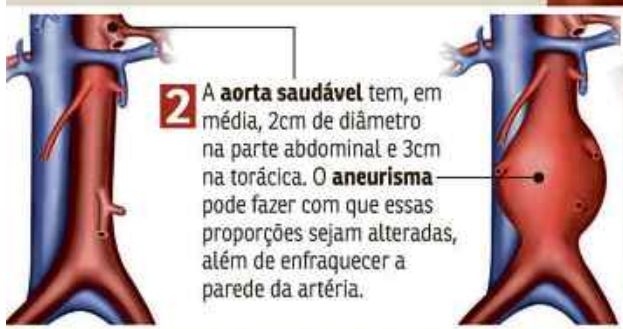 2 A aorta saudável tem, em
média, 2cm de diâmetro
na parte abdominal e 3cm
na torácica. O aneurisma
pode fazer com que essas
proporções sejam alteradas,
além de enfraquecer a
parede da artéria.